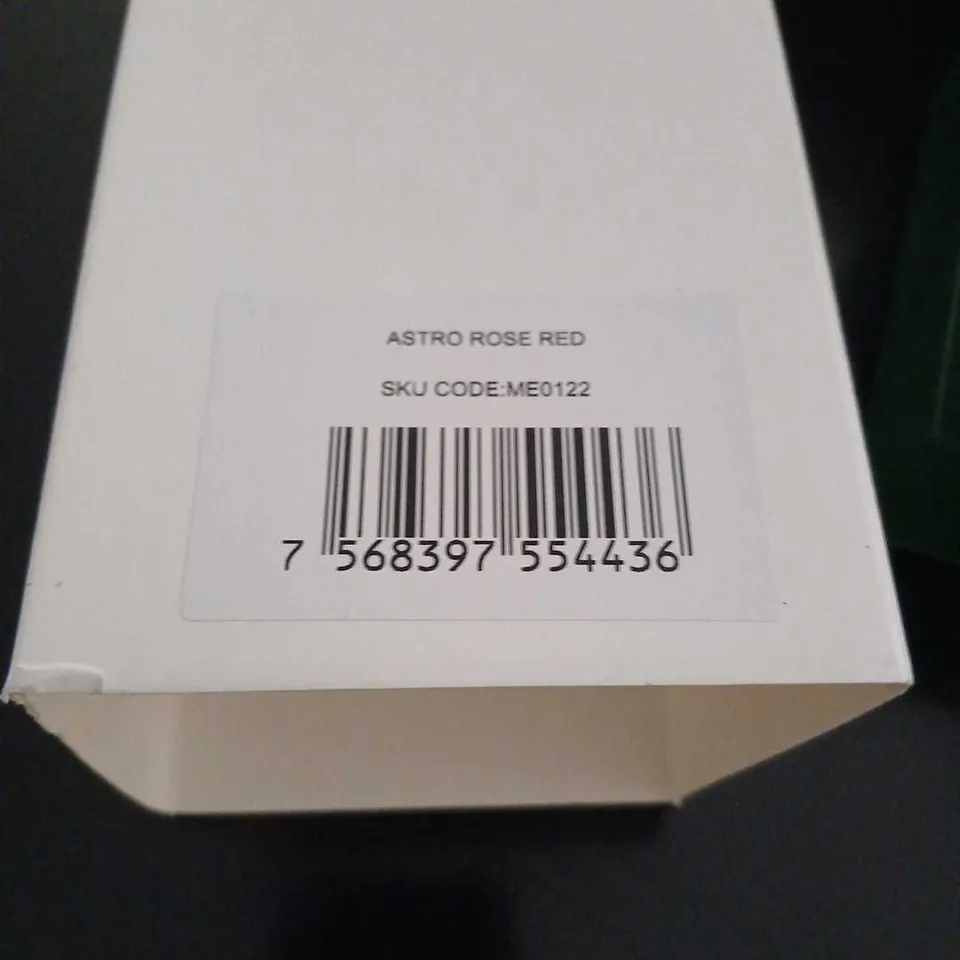 ASTRO ROSE RED
SKU CODE:ME0122
7 568397 554436